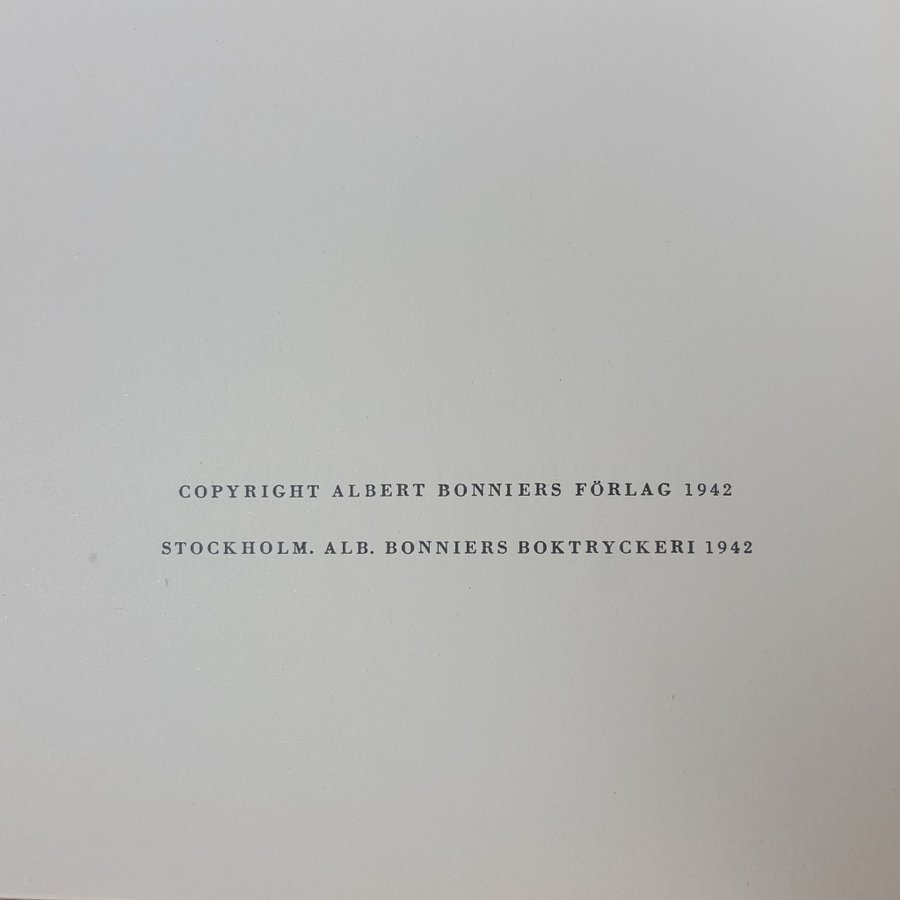 COPYRIGHT ALBERT BONNIERS FÖRLAG 1942
STOCKHOLM. ALB. BONNIERS BOKTRYCKERI 1942